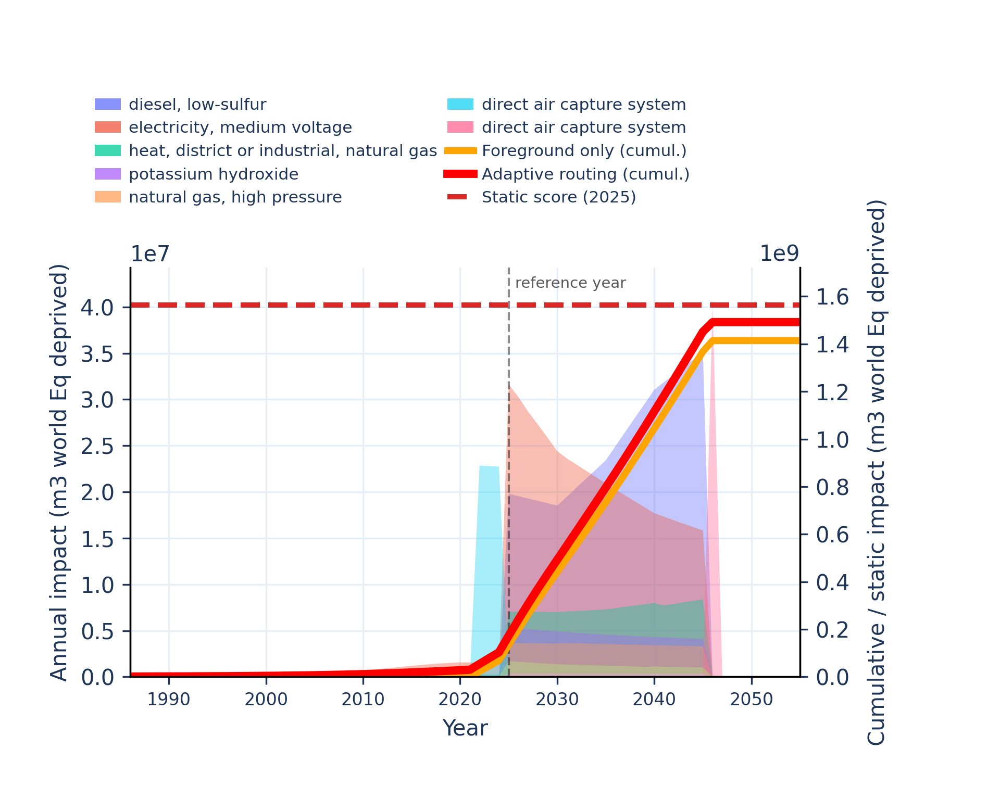 diesel, low-sulfur
electricity, medium voltage
heat, district or industrial, natural gas
potassium hydroxide
natural gas, high pressure
direct air capture system
direct air capture system
Foreground only (cumul.)
Adaptive routing (cumul.)
Static score (2025)
1e7
1e9
reference year
Annual impact (m3 world Eq deprived)
4.0
3.5
3.0
2.5
2.0
1.5
1.0
0.5
0.0
Cumulative / static impact (m3 world Eq deprived)
1.6
1.4
1.2
1.0
0.8
0.6
0.4
0.2
0.0
1990 2000 2010 2020 2030 2040 2050
Year